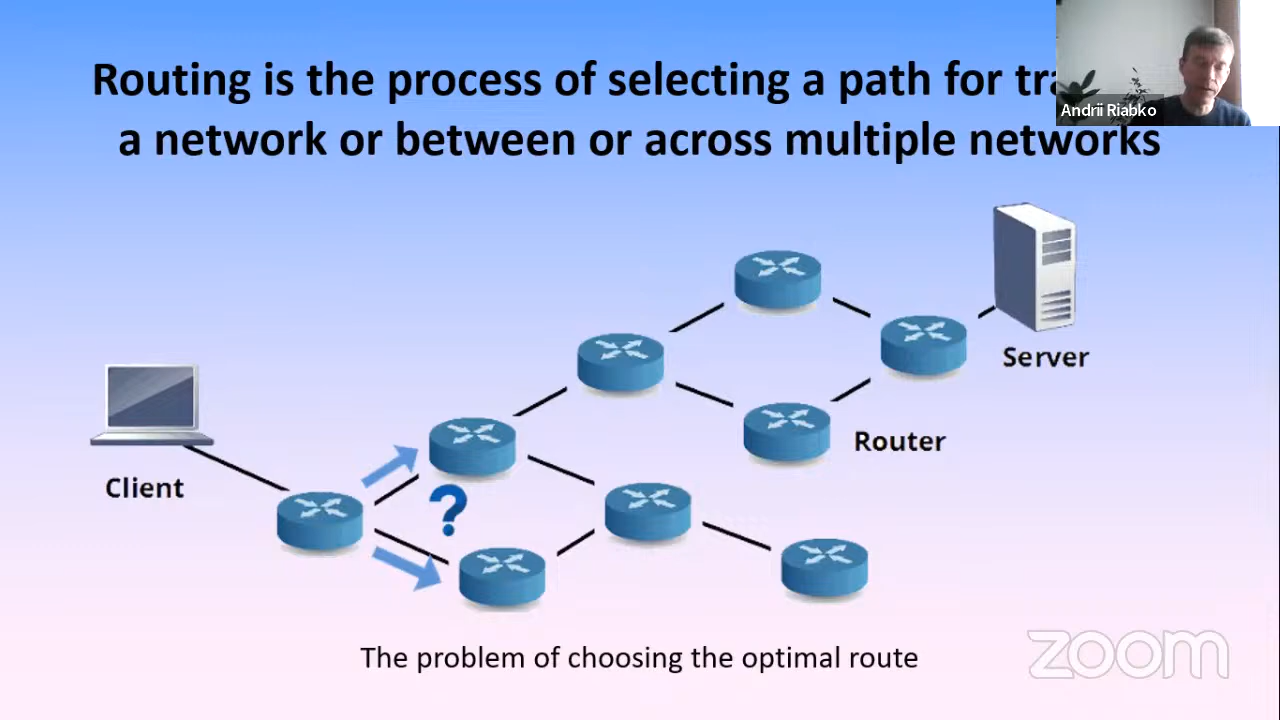 Routing is the process of selecting a path for
a network or between or across multiple networks
Andrii Riabko
Server
Router
Client
?
The problem of choosing the optimal route
zoom